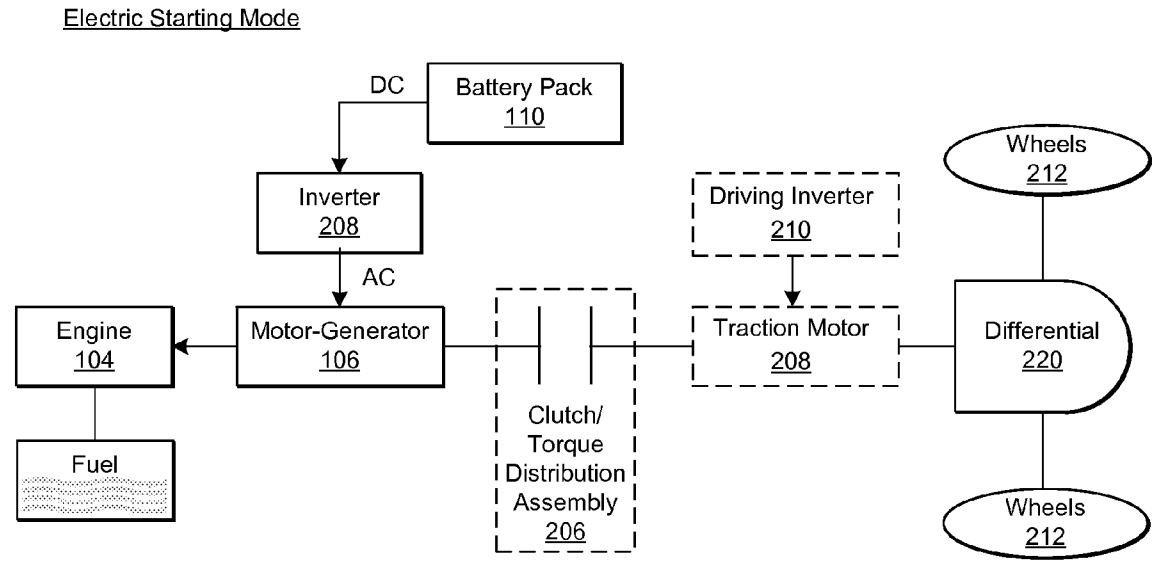 Electric Starting Mode
DC
Battery Pack
110
Inverter
208
AC
Engine
104
Motor-Generator
106
Fuel
Clutch/
Torque
Distribution
Assembly
206
Driving Inverter
210
Traction Motor
208
Wheels
212
Differential
220
Wheels
212